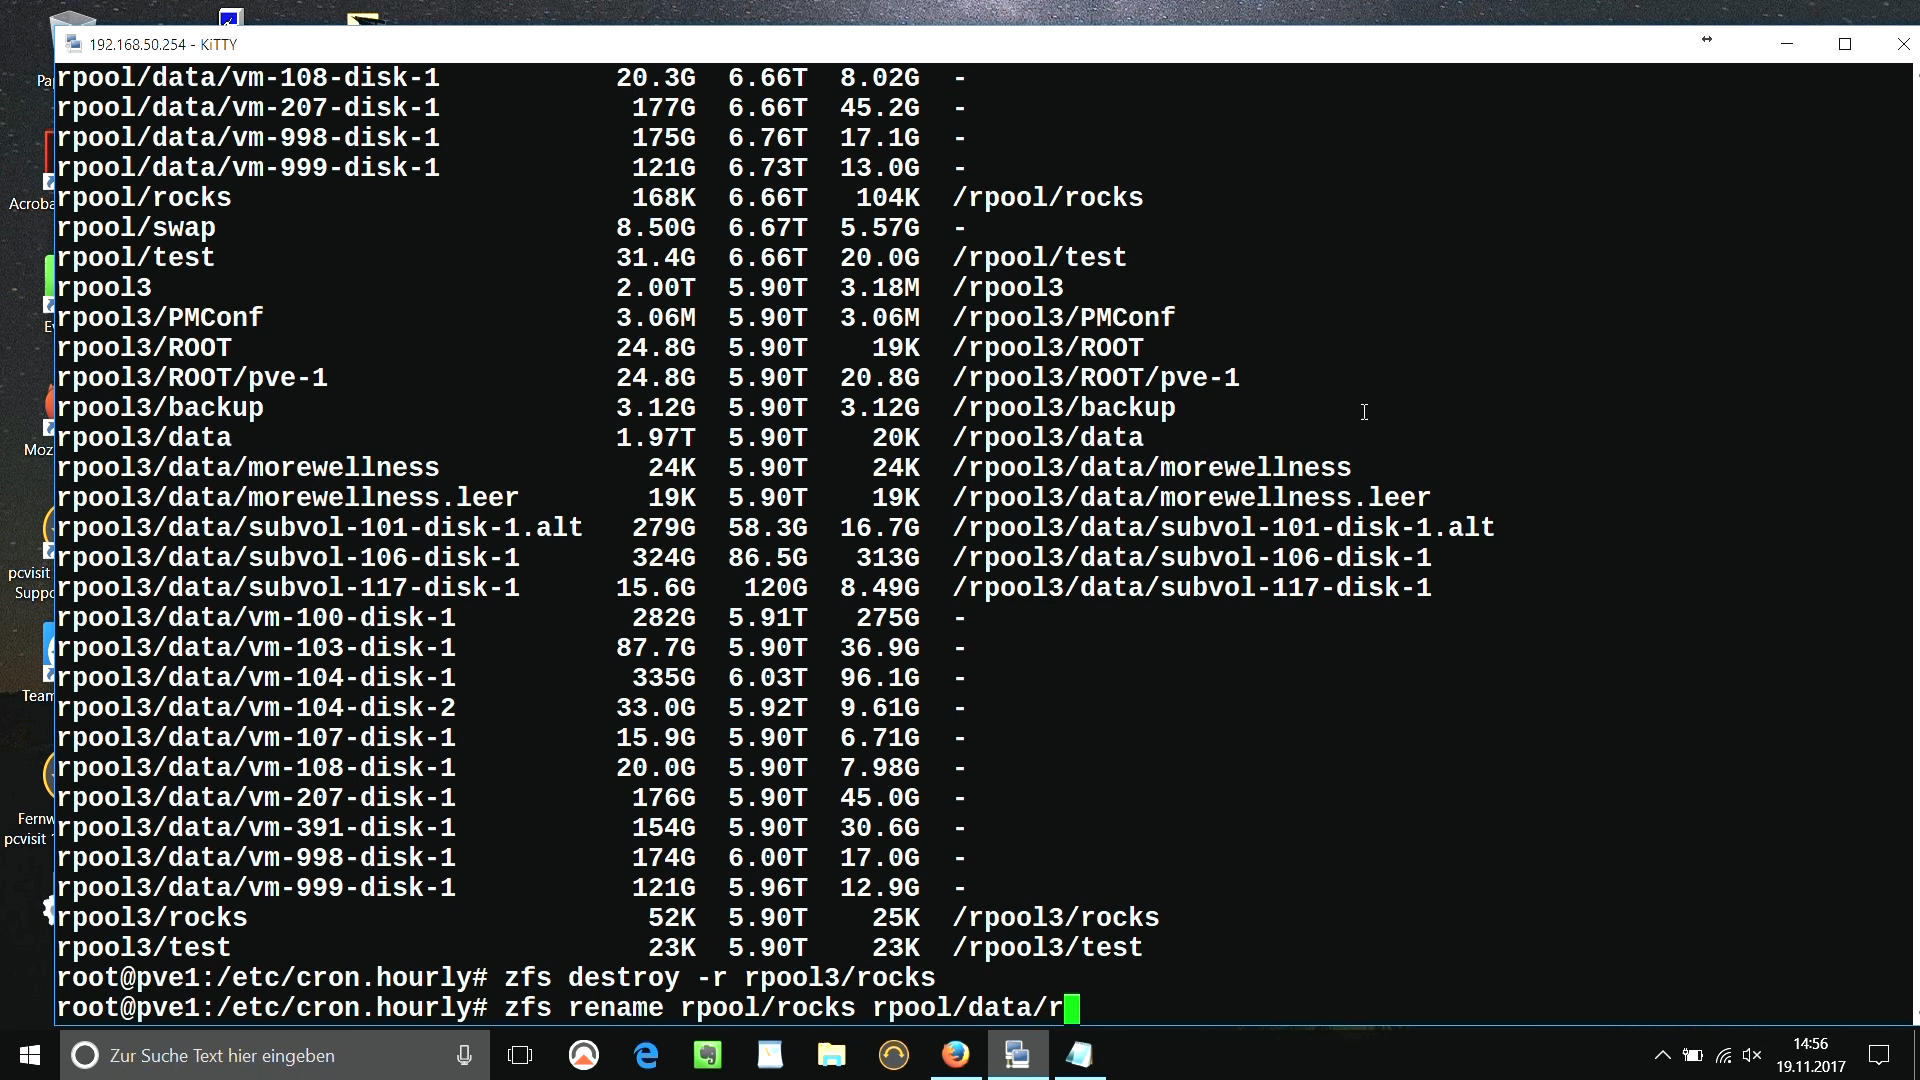 192.168.50.254 - KiTTY
rpool/data/vm-108-disk-1 20.3G 6.66T 8.02G -
rpool/data/vm-207-disk-1 177G 6.66T 45.2G -
rpool/data/vm-998-disk-1 175G 6.76T 17.1G -
rpool/data/vm-999-disk-1 121G 6.73T 13.0G -
rpool/rocks 168K 6.66T 104K /rpool/rocks
rpool/swap 8.50G 6.67T 5.57G -
rpool/test 31.4G 6.66T 20.0G /rpool/test
rpool3 2.00T 5.90T 3.18M /rpool3
rpool3/PMConf 3.06M 5.90T 3.06M /rpool3/PMConf
rpool3/ROOT 24.8G 5.90T 19K /rpool3/ROOT
rpool3/ROOT/pve-1 24.8G 5.90T 20.8G /rpool3/ROOT/pve-1
rpool3/backup 3.12G 5.90T 3.12G /rpool3/backup
rpool3/data 1.97T 5.90T 20K /rpool3/data
rpool3/data/morewellness 24K 5.90T 24K /rpool3/data/morewellness
rpool3/data/morewellness.leer 19K 5.90T 19K /rpool3/data/morewellness.leer
rpool3/data/subvol-101-disk-1.alt 279G 58.3G 16.7G /rpool3/data/subvol-101-disk-1.alt
rpool3/data/subvol-106-disk-1 324G 86.5G 313G /rpool3/data/subvol-106-disk-1
rpool3/data/subvol-117-disk-1 15.6G 120G 8.49G /rpool3/data/subvol-117-disk-1
rpool3/data/vm-100-disk-1 282G 5.91T 275G -
rpool3/data/vm-103-disk-1 87.7G 5.90T 36.9G -
rpool3/data/vm-104-disk-1 335G 6.03T 96.1G -
rpool3/data/vm-104-disk-2 33.0G 5.92T 9.61G -
rpool3/data/vm-107-disk-1 15.9G 5.90T 6.71G -
rpool3/data/vm-108-disk-1 20.0G 5.90T 7.98G -
rpool3/data/vm-207-disk-1 176G 5.90T 45.0G -
rpool3/data/vm-391-disk-1 154G 5.90T 30.6G -
rpool3/data/vm-998-disk-1 174G 6.00T 17.0G -
rpool3/data/vm-999-disk-1 121G 5.96T 12.9G -
rpool3/rocks 52K 5.90T 25K /rpool3/rocks
rpool3/test 23K 5.90T 23K /rpool3/test
root@pve1:/etc/cron.hourly# zfs destroy -r rpool3/rocks
root@pve1:/etc/cron.hourly# zfs rename rpool/rocks rpool/data/r
Pa
Acroba
Moz
pcvisit
Suppo
Team
Fernw
pcvisit
Zur Suche Text hier eingeben
14:56
19.11.2017